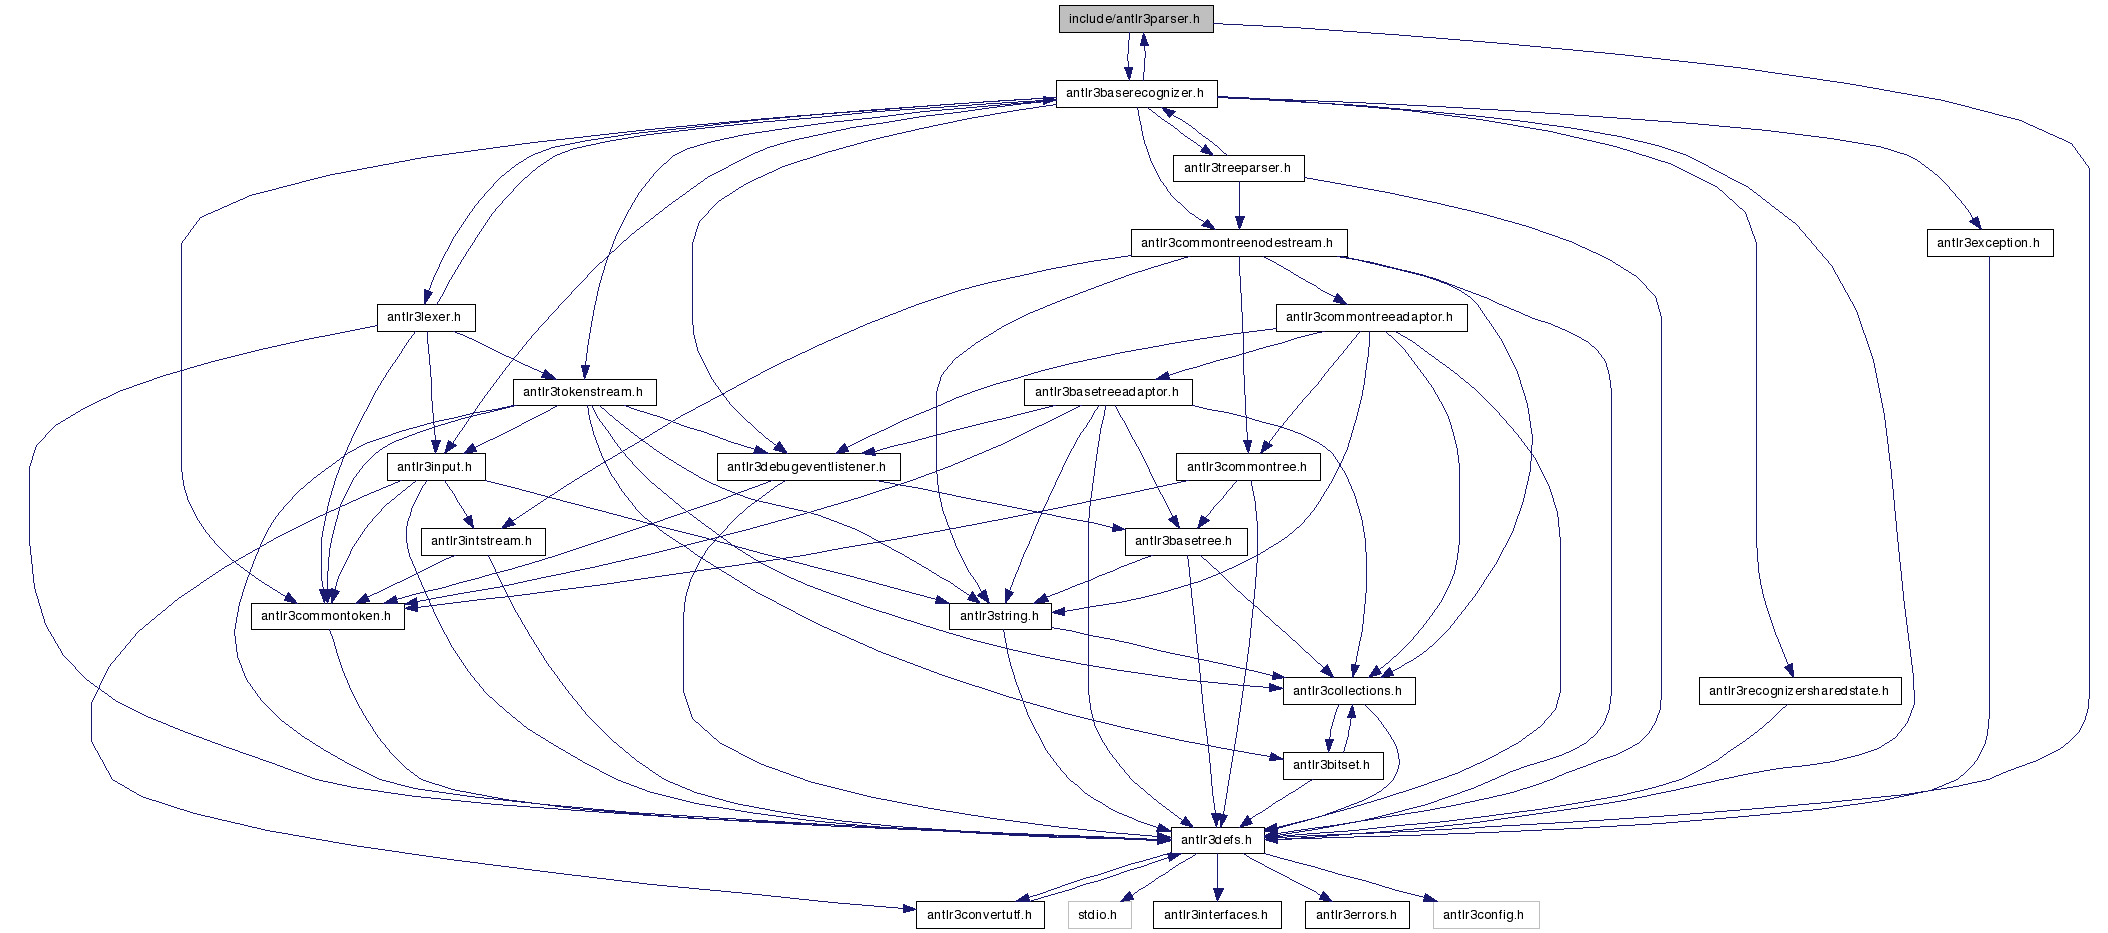 include/antlr3parser.h
antlr3baserecognizer.h
antlr3treeparser.h
antlr3commontreenodestream.h
antlr3exception.h
antlr3lexer.h
antlr3commontreeadaptor.h
antlr3tokenstream.h
antlr3basetreeadaptor.h
antlr3input.h
antlr3debugeventlistener.h
antlr3commontree.h
antlr3intstream.h
antlr3basetree.h
antlr3commontoken.h
antlr3string.h
antlr3collections.h
antlr3recognizersharedstate.h
antlr3bitset.h
antlr3defs.h
antlr3convertutf.h
stdio.h
antlr3interfaces.h
antlr3errors.h
antlr3config.h